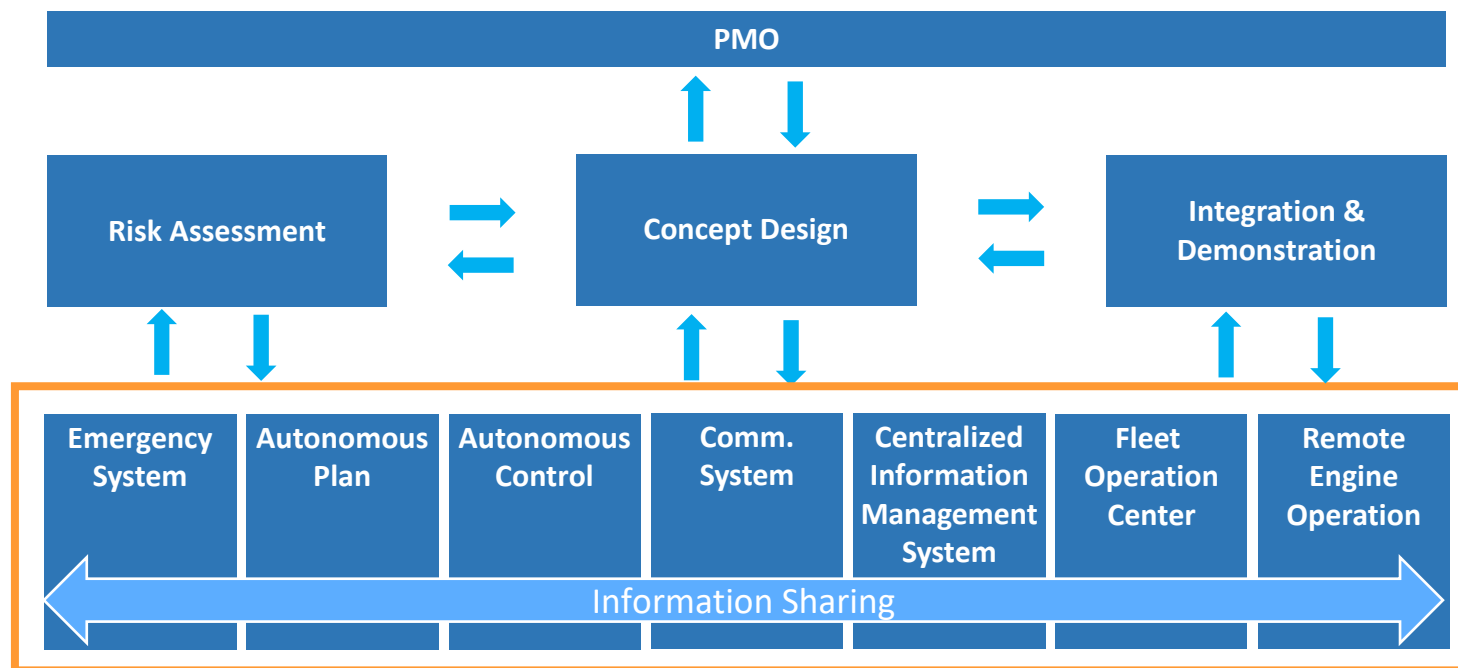 PMO
Risk Assessment
Concept Design
Integration &
Demonstration
Emergency
System
Autonomous
Plan
Autonomous
Control
Comm.
System
Centralized
Information
Management
System
Fleet
Operation
Center
Remote
Engine
Operation
Information Sharing